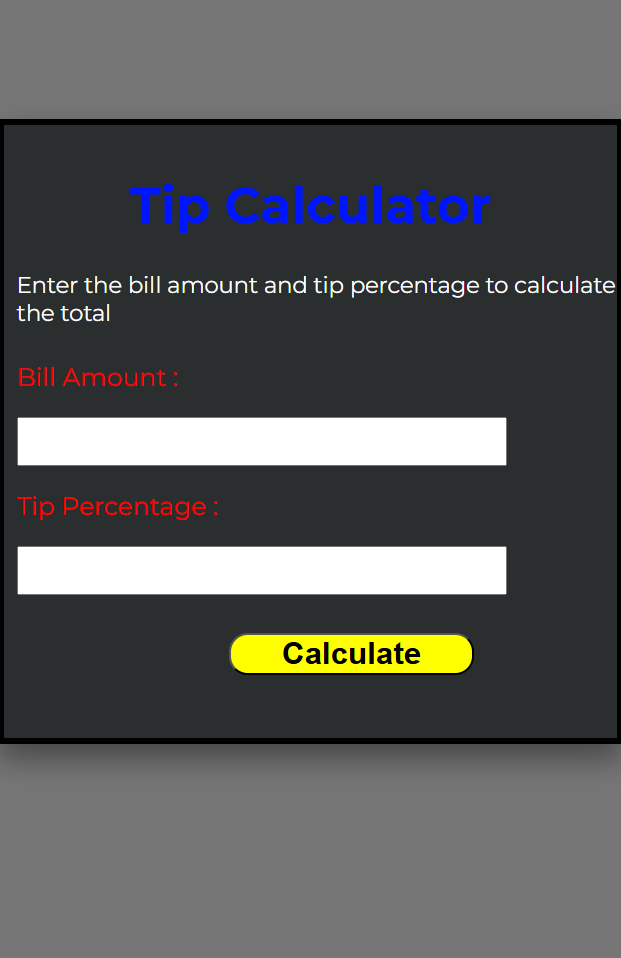 Tip Calculator
Enter the bill amount and tip percentage to calculate
the total
Bill Amount :
Tip Percentage :
Calculate